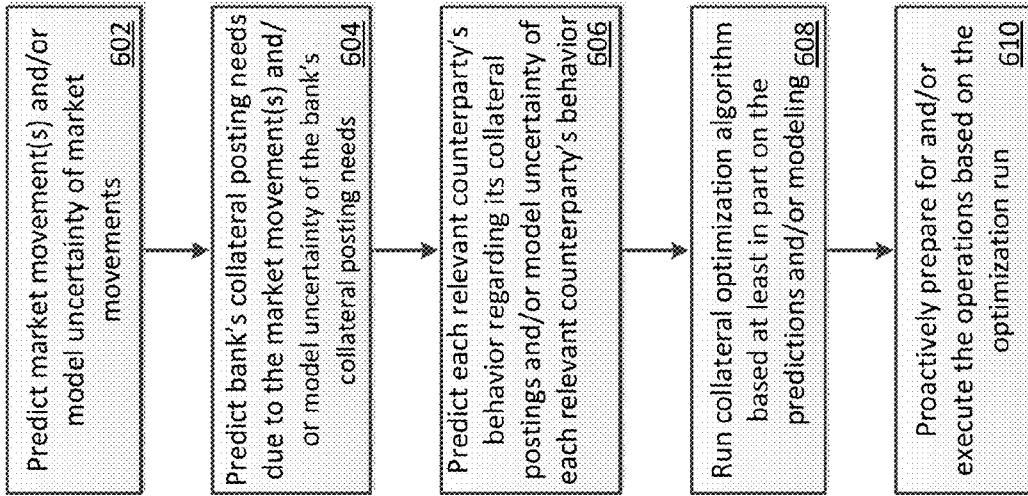 Predict market movement(s) and/or
model uncertainty of market
movements
602
Predict bank's collateral posting needs
due to the market movement(s) and/
or model uncertainty of the bank's
collateral posting needs
604
Predict each relevant counterparty's
behavior regarding its collateral
postings and/or model uncertainty of
each relevant counterparty's behavior
606
Run collateral optimization algorithm
based at least in part on the
predictions and/or modeling
608
Proactively prepare for and/or
execute the operations based on the
optimization run
610